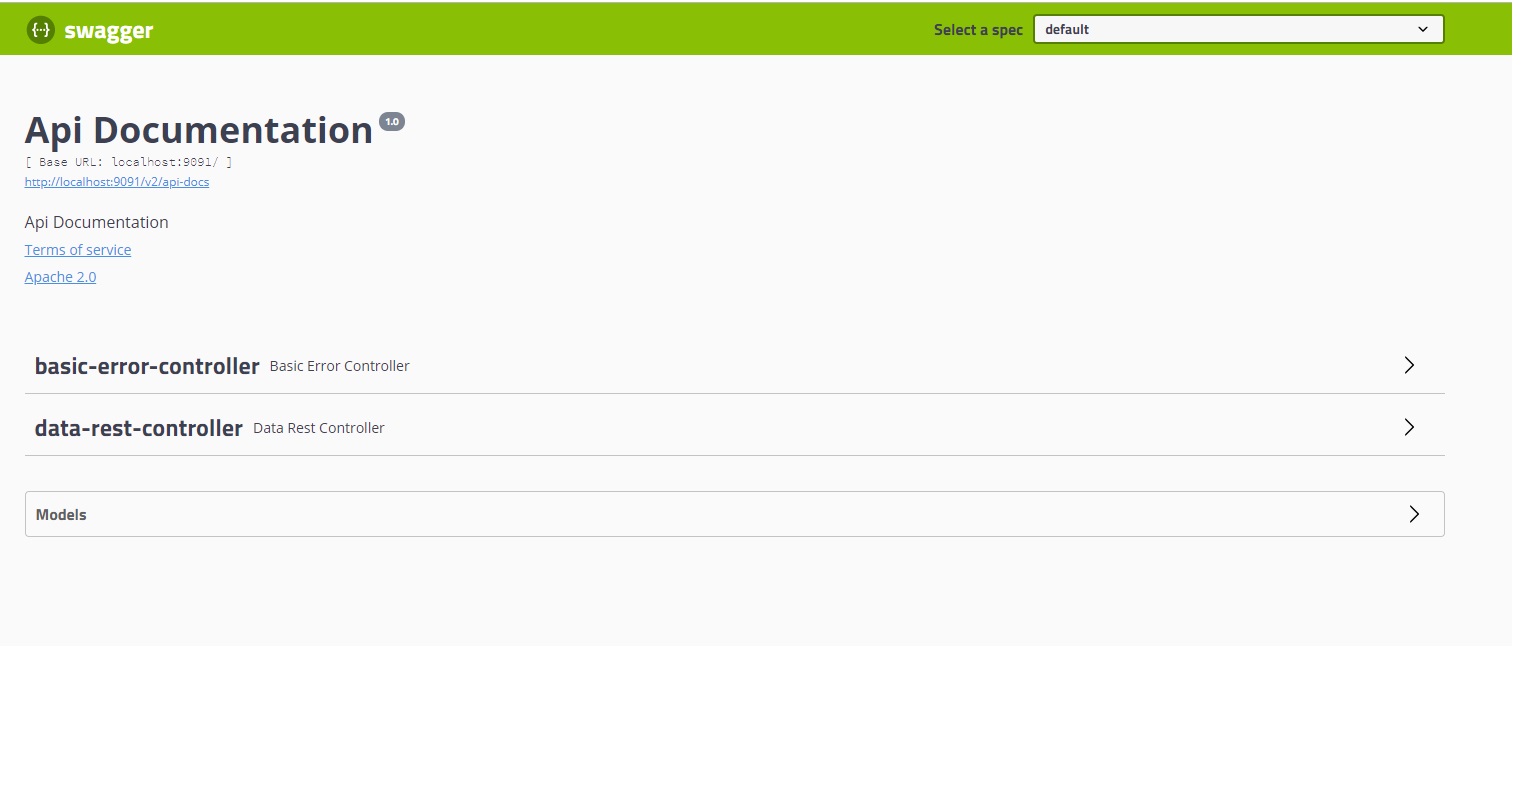 {···} swagger
Select a spec default
Api Documentation 1.0
[ Base URL: localhost:9091/ ]
http://localhost:9091/v2/api-docs
Api Documentation
Terms of service
Apache 2.0
basic-error-controller Basic Error Controller
data-rest-controller Data Rest Controller
Models